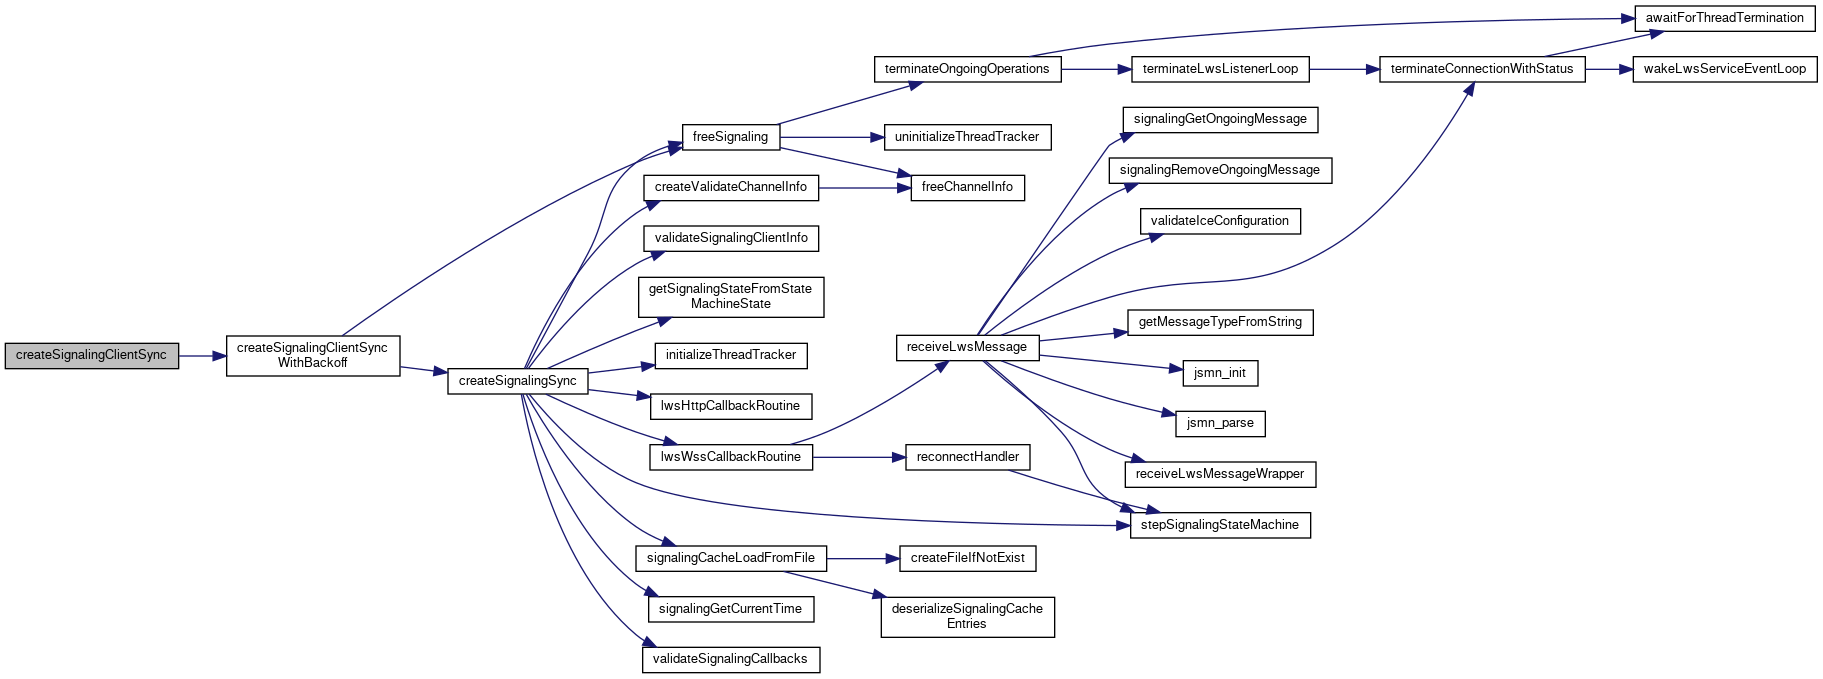 createSignalingClientSync
createSignalingClientSync
WithBackoff
createSignalingSync
freeSignaling
createValidateChannelInfo
validateSignalingClientInfo
getSignalingStateFromState
MachineState
initializeThreadTracker
lwsHttpCallbackRoutine
lwsWssCallbackRoutine
signalingCacheLoadFromFile
signalingGetCurrentTime
validateSignalingCallbacks
terminateOngoingOperations
uninitializeThreadTracker
freeChannelInfo
receiveLwsMessage
reconnectHandler
createFileIfNotExist
deserializeSignalingCache
Entries
terminateLwsListenerLoop
signalingGetOngoingMessage
signalingRemoveOngoingMessage
validateIceConfiguration
getMessageTypeFromString
jsmn_init
jsmn_parse
receiveLwsMessageWrapper
stepSignalingStateMachine
terminateConnectionWithStatus
awaitForThreadTermination
wakeLwsServiceEventLoop